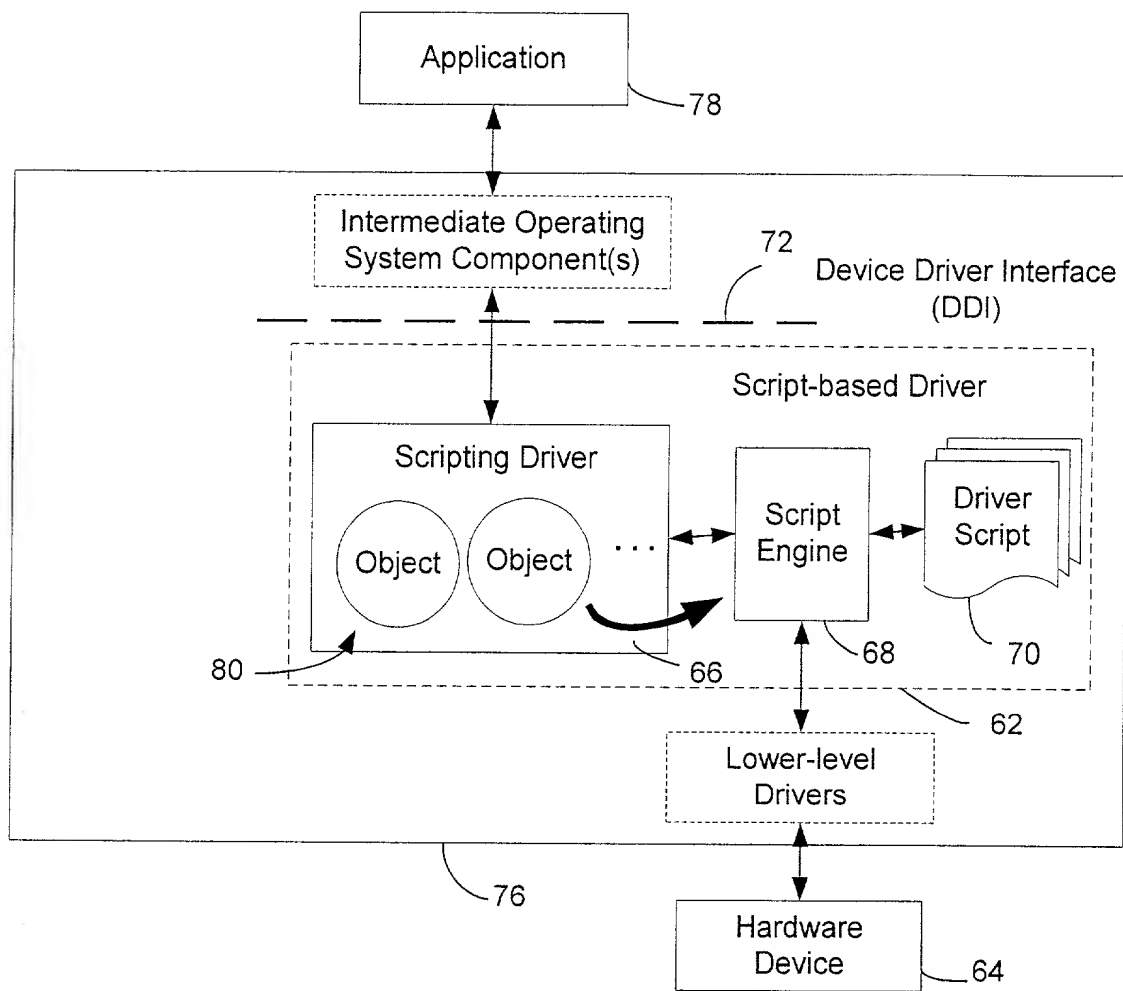 Application
78
Intermediate Operating
System Component(s)
72
Device Driver Interface
(DDI)
Script-based Driver
Scripting Driver
Object
Object
...
Script
Engine
Driver
Script
80
66
68
70
62
Lower-level
Drivers
76
Hardware
Device
64